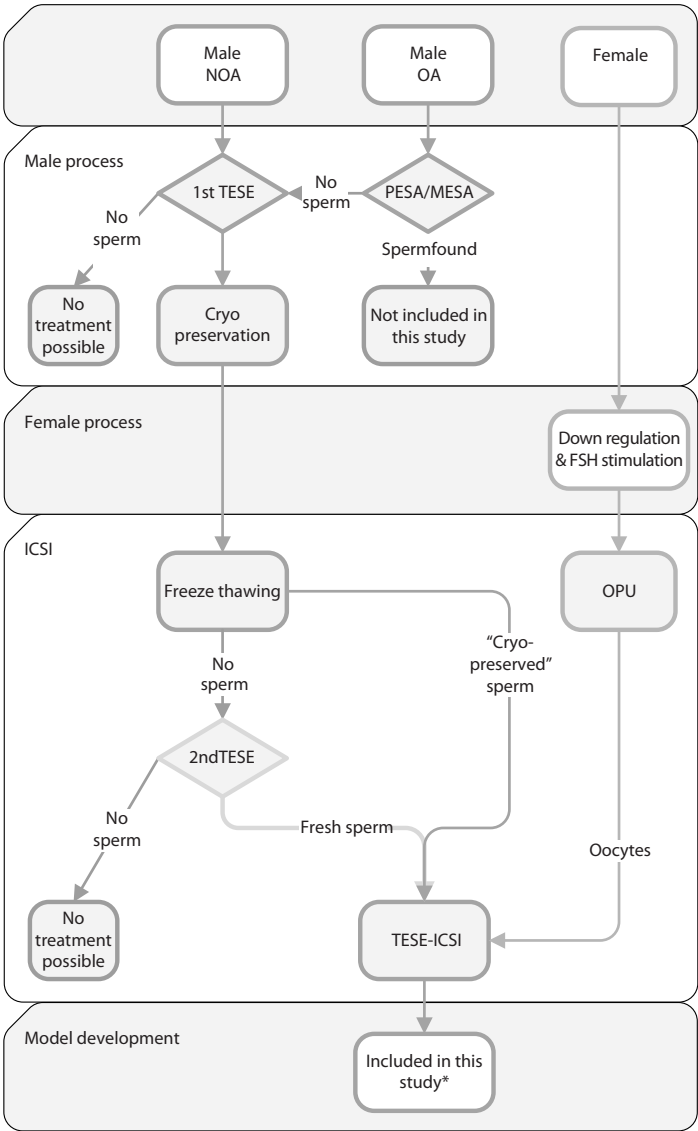 Male
NOA
Male
OA
Female
Male process
1st TESE
No
sperm
PESA/MESA
No
sperm
Spermfound
No
treatment
possible
Cryo
preservation
Not included in
this study
Female process
Down regulation
& FSH stimulation
ICSI
Freeze thawing
OPU
"Cryo-
preserved”
sperm
No
sperm
2ndTESE
No
sperm
Fresh sperm
Oocytes
No
treatment
possible
TESE-ICSI
Model development
Included in this
study*